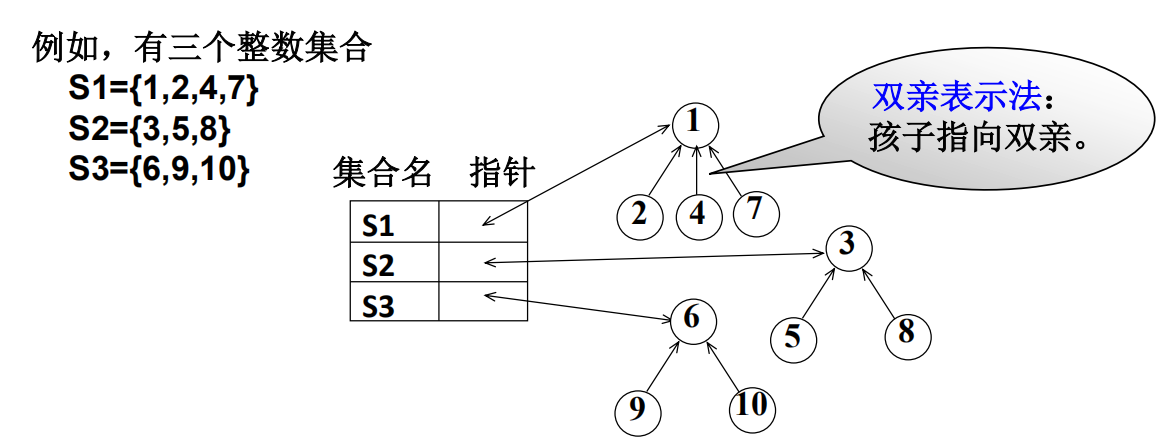 例如，有三个整数集合
S1={1,2,4,7}
S2={3,5,8}
S3={6,9,10}
集合名 指针
S1
S2
S3
1
2 4 7
3
5 8
6
9 10
双亲表示法：
孩子指向双亲。